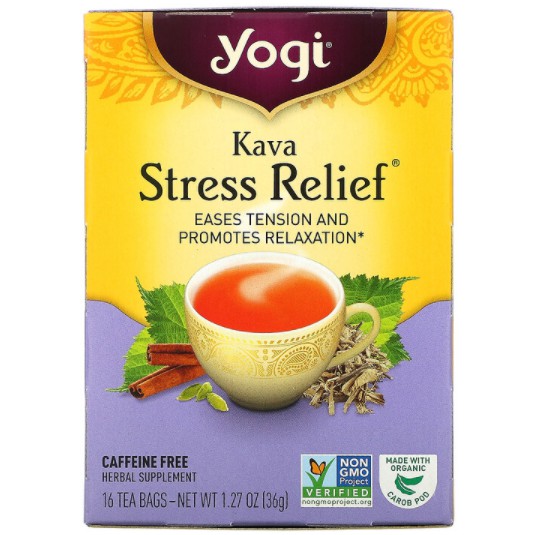 yogi®
Kava
Stress Relief®
EASES TENSION AND
PROMOTES RELAXATION*
CAFFEINE FREE
HERBAL SUPPLEMENT
16 TEA BAGS – NET WT 1.27 OZ (36g)
NON
GMO
Project
VERIFIED
nongmoproject.org
MADE WITH
ORGANIC
CAROB POD